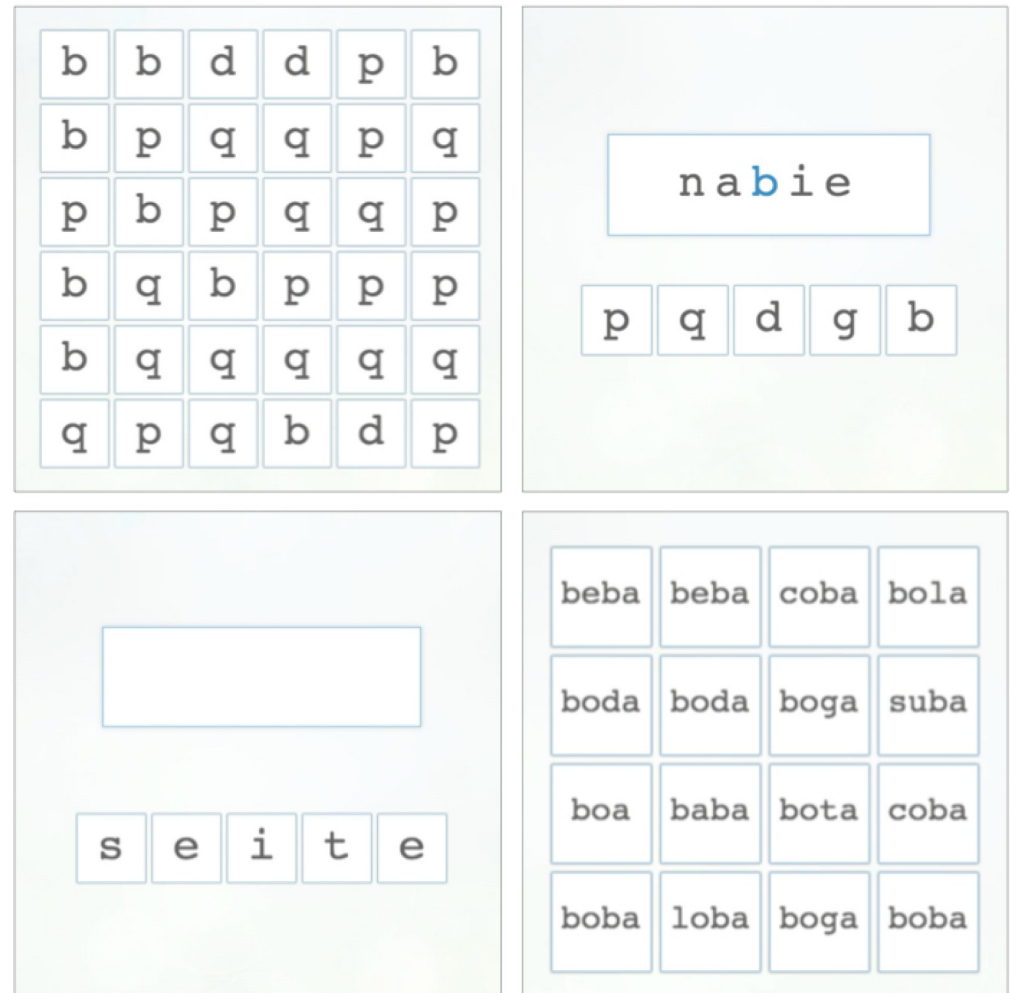 b b d d p b
b p q q p q
p b p q q p
b q b p p p
b q q q q q
q p q b d p
nabie
p q d g b
s e i t e
beba beba coba bola
boda boda boga suba
boa baba bota coba
boba loba boga boba